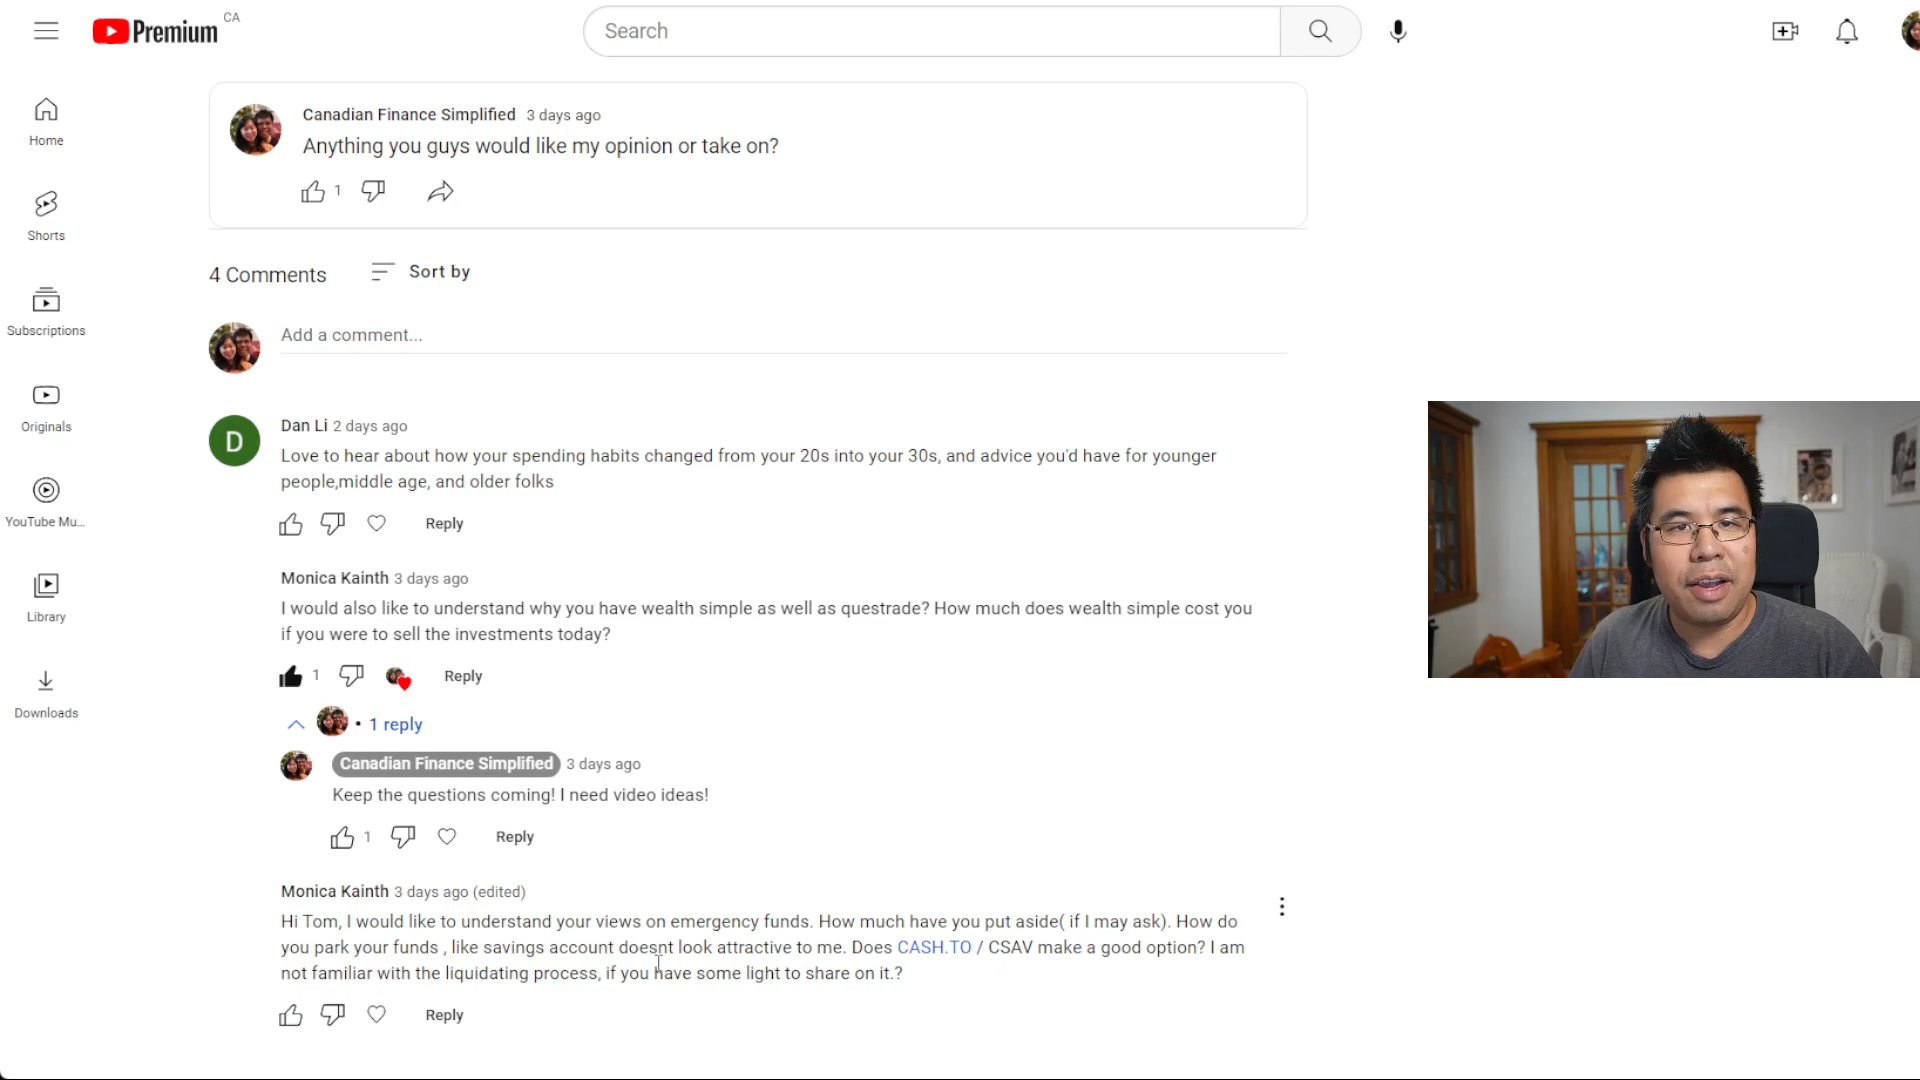 Premium CA
Search
Home
Shorts
Subscriptions
Originals
YouTube Mu...
Library
Downloads
Canadian Finance Simplified 3 days ago
Anything you guys would like my opinion or take on?
1
4 Comments Sort by
Add a comment...
D
Dan Li 2 days ago
Love to hear about how your spending habits changed from your 20s into your 30s, and advice you'd have for younger
people,middle age, and older folks
Reply
Monica Kainth 3 days ago
I would also like to understand why you have wealth simple as well as questrade? How much does wealth simple cost you
if you were to sell the investments today?
1 Reply
• 1 reply
Canadian Finance Simplified 3 days ago
Keep the questions coming! I need video ideas!
1 Reply
Monica Kainth 3 days ago (edited)
Hi Tom, I would like to understand your views on emergency funds. How much have you put aside( if I may ask). How do
you park your funds , like savings account doesnt look attractive to me. Does CASH.TO / CSAV make a good option? I am
not familiar with the liquidating process, if you have some light to share on it.?
Reply